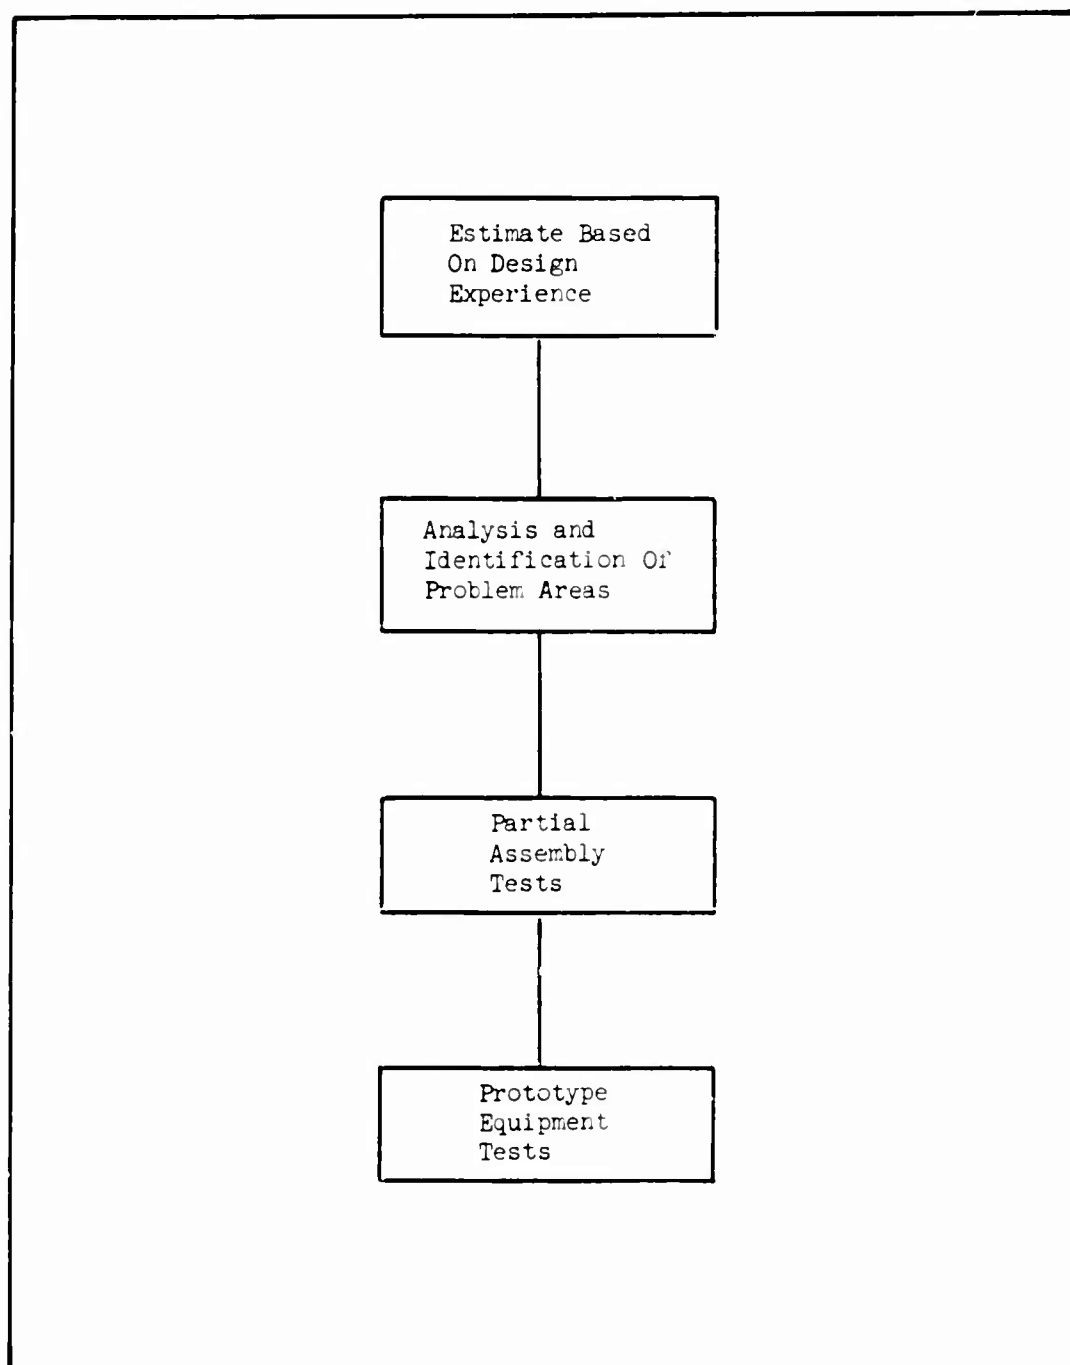 Estimate Based
On Design
Experience
Analysis and
Identification Of
Problem Areas
Partial
Assembly
Tests
Prototype
Equipment
Tests